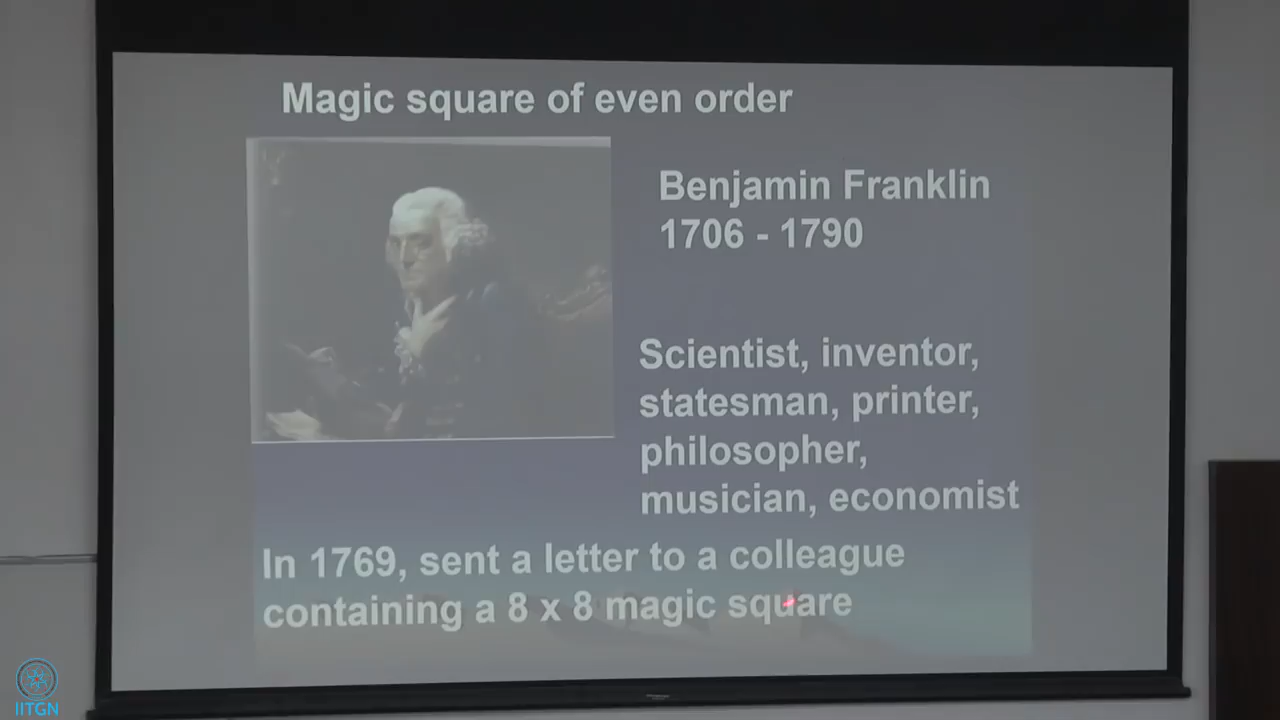 Magic square of even order
Benjamin Franklin
1706 - 1790
Scientist, inventor,
statesman, printer,
philosopher,
musician, economist
In 1769, sent a letter to a colleague
containing a 8 x 8 magic square
IITGN